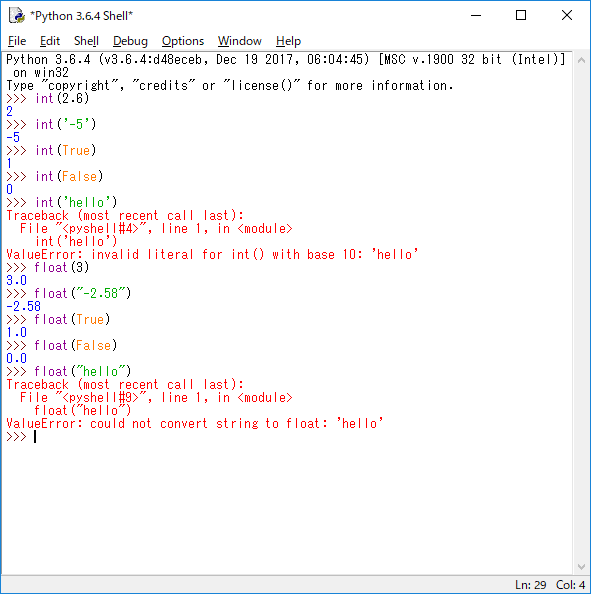 *Python 3.6.4 Shell*
File Edit Shell Debug Options Window Help
Python 3.6.4 (v3.6.4:d48eceb, Dec 19 2017, 06:04:45) [MSC v.1900 32 bit (Intel)]
 on win32
Type "copyright", "credits" or "license()" for more information.
>>> int(2.6)
2
>>> int('-5')
-5
>>> int(True)
1
>>> int(False)
0
>>> int('hello')
Traceback (most recent call last):
  File "<pyshell#4>", line 1, in <module>
    int('hello')
ValueError: invalid literal for int() with base 10: 'hello'
>>> float(3)
3.0
>>> float("-2.58")
-2.58
>>> float(True)
1.0
>>> float(False)
0.0
>>> float("hello")
Traceback (most recent call last):
  File "<pyshell#9>", line 1, in <module>
    float("hello")
ValueError: could not convert string to float: 'hello'
>>>
Ln: 29 Col: 4